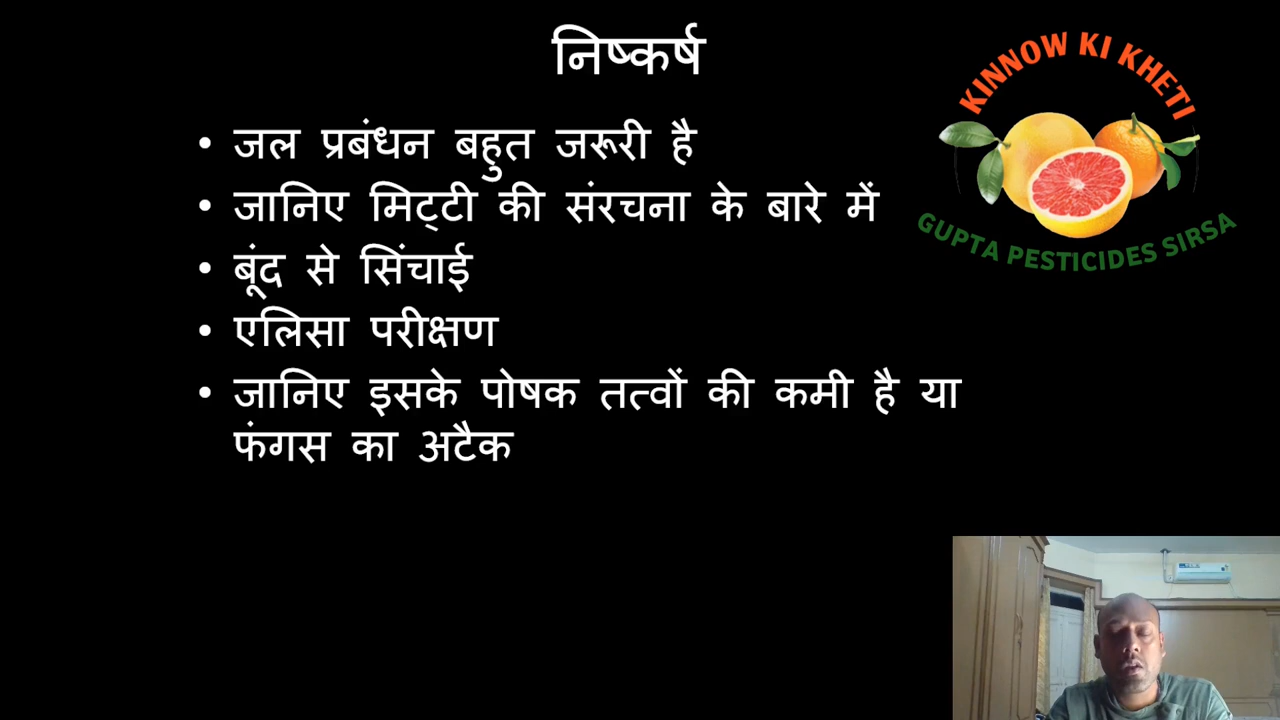 निष्कर्ष
• जल प्रबंधन बहुत जरूरी है
• जानिए मिट्टी की संरचना के बारे में
• बूंद से सिंचाई
• एलिसा परीक्षण
• जानिए इसके पोषक तत्वों की कमी है या
फंगस का अटैक
KINNOW KI KHETI
GUPTA PESTICIDES SIRSA